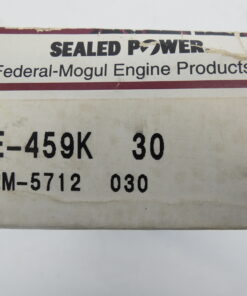 SEALED POWER
Federal-Mogul Engine Products
E-459K 30
M-5712 030